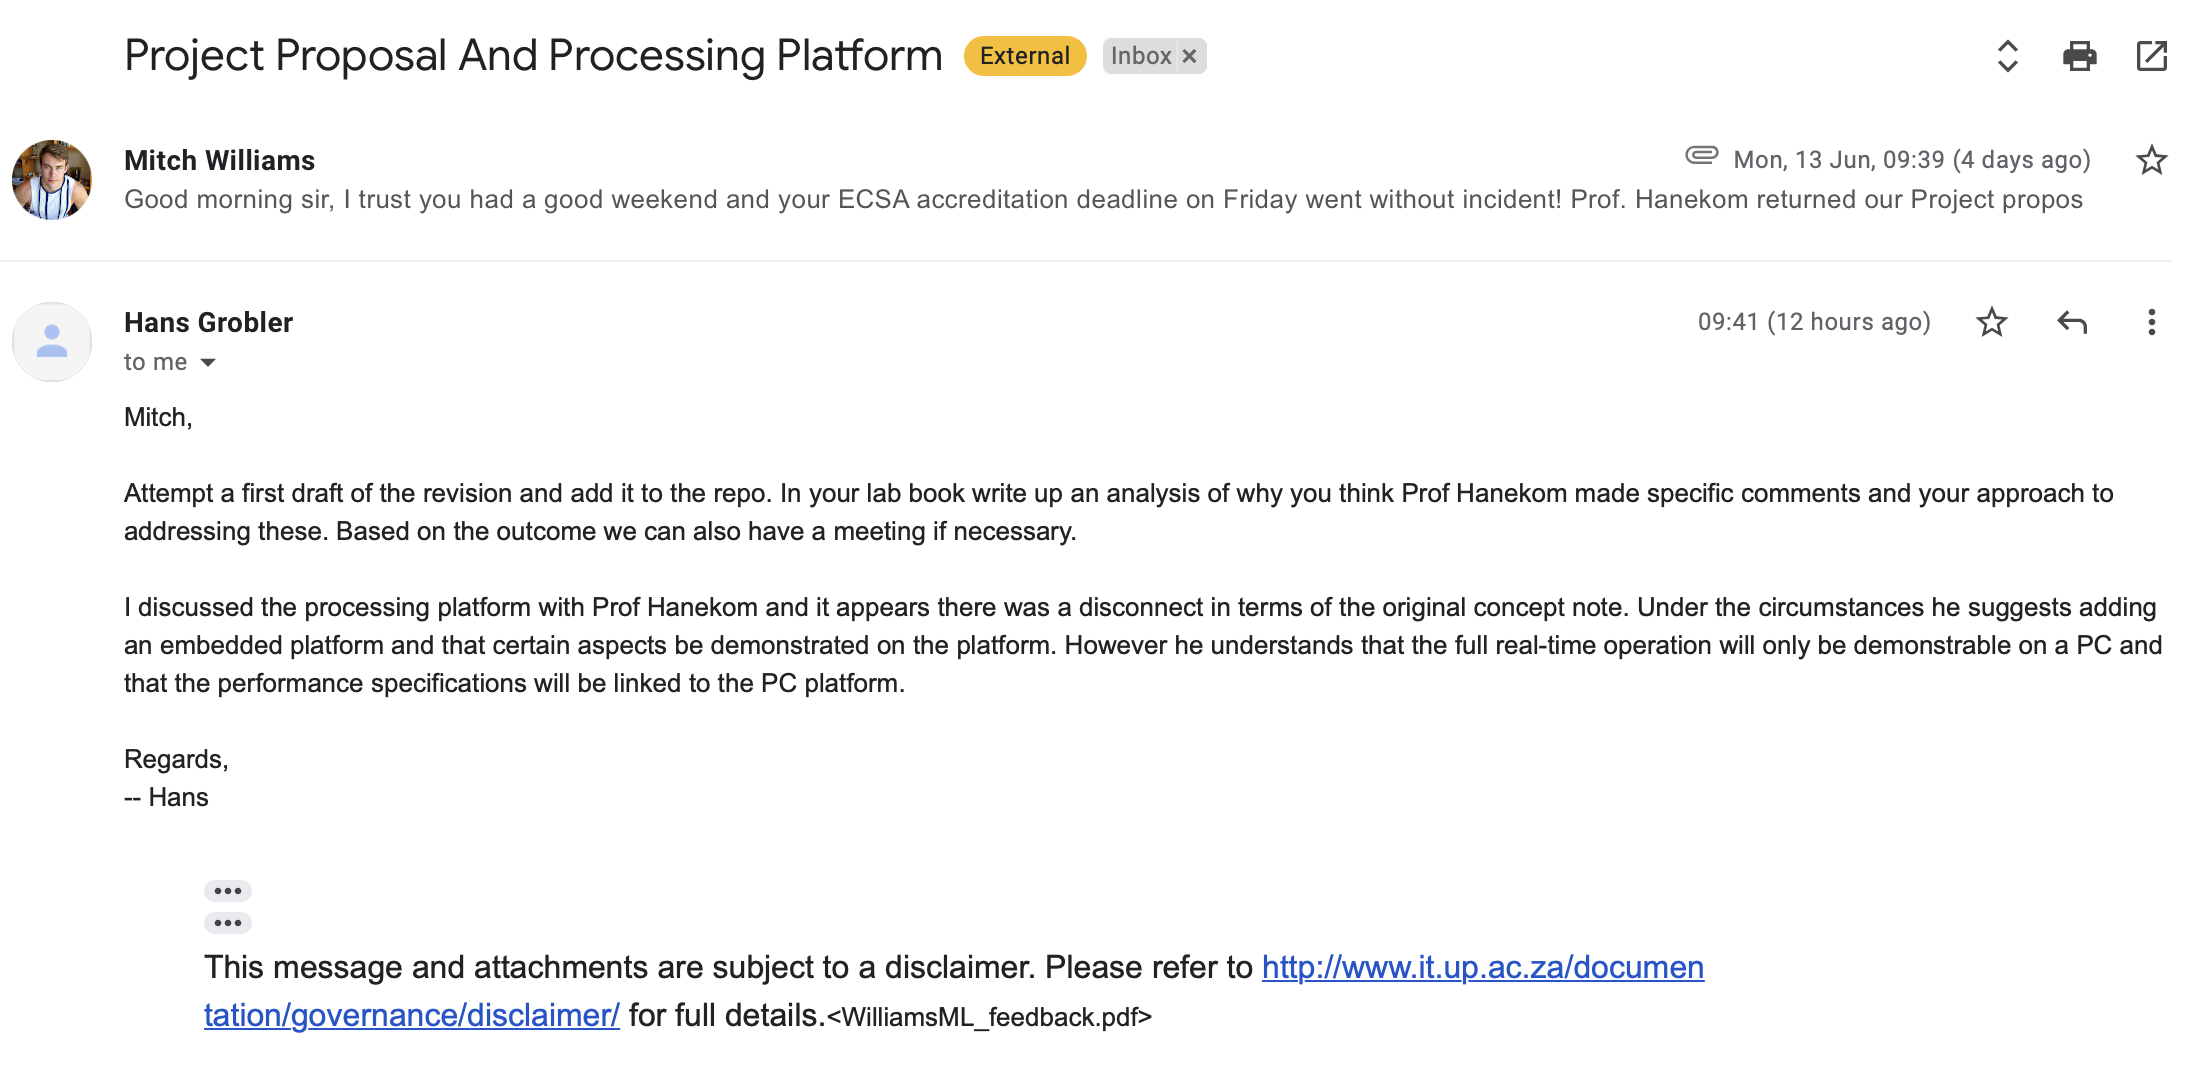 Project Proposal And Processing Platform External Inbox ×
Mitch Williams
Mon, 13 Jun, 09:39 (4 days ago)
Good morning sir, I trust you had a good weekend and your ECSA accreditation deadline on Friday went without incident! Prof. Hanekom returned our Project propos
Hans Grobler
09:41 (12 hours ago)
to me
Mitch,
Attempt a first draft of the revision and add it to the repo. In your lab book write up an analysis of why you think Prof Hanekom made specific comments and your approach to
addressing these. Based on the outcome we can also have a meeting if necessary.
I discussed the processing platform with Prof Hanekom and it appears there was a disconnect in terms of the original concept note. Under the circumstances he suggests adding
an embedded platform and that certain aspects be demonstrated on the platform. However he understands that the full real-time operation will only be demonstrable on a PC and
that the performance specifications will be linked to the PC platform.
Regards,
-- Hans
This message and attachments are subject to a disclaimer. Please refer to http://www.it.up.ac.za/documen
tation/governance/disclaimer/ for full details.<WilliamsML_feedback.pdf>